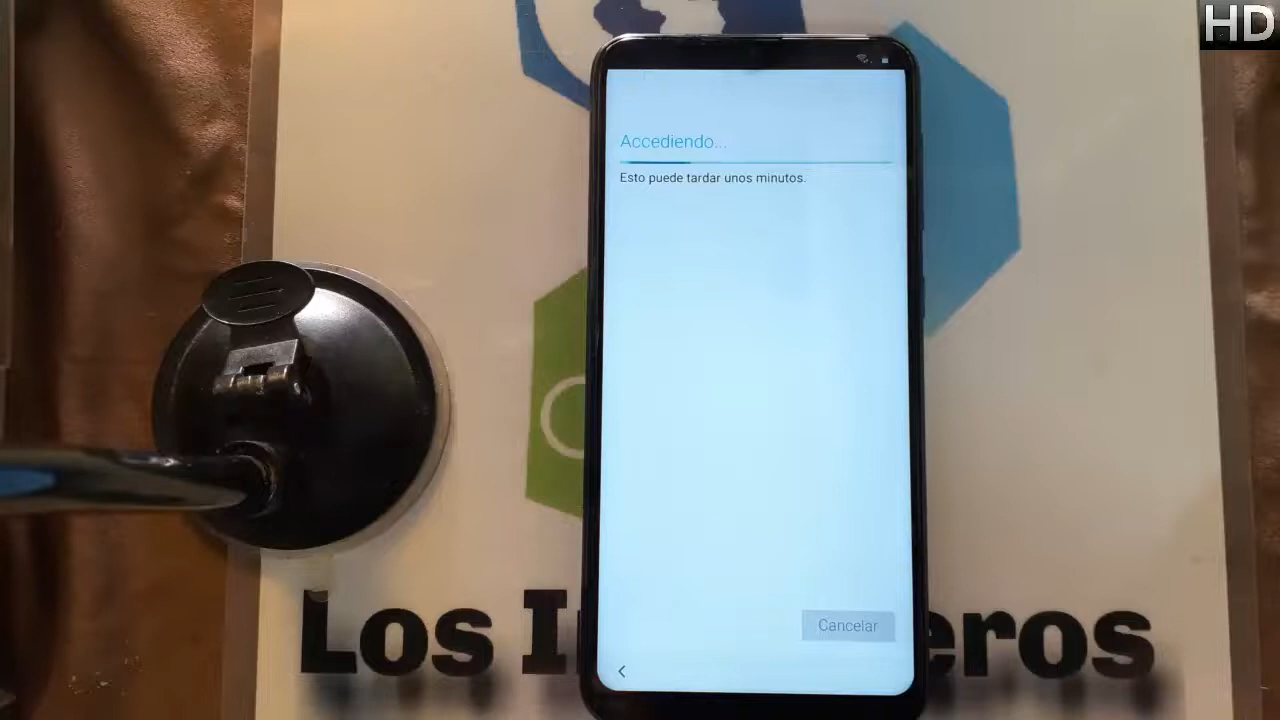 HD
Accediendo...
Esto puede tardar unos minutos.
Cancelar
Los I eros